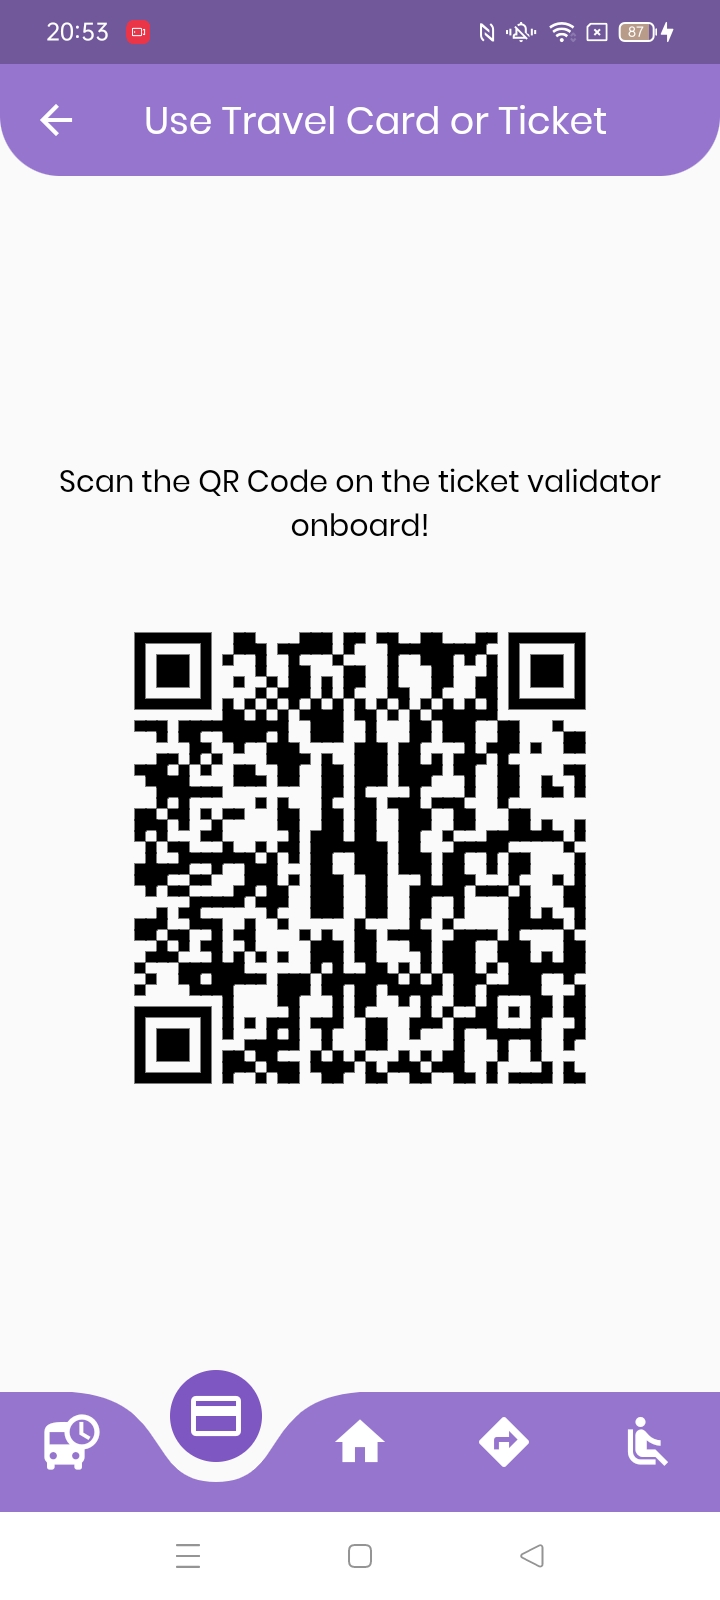 20:53
87
Use Travel Card or Ticket
Scan the QR Code on the ticket validator
onboard!